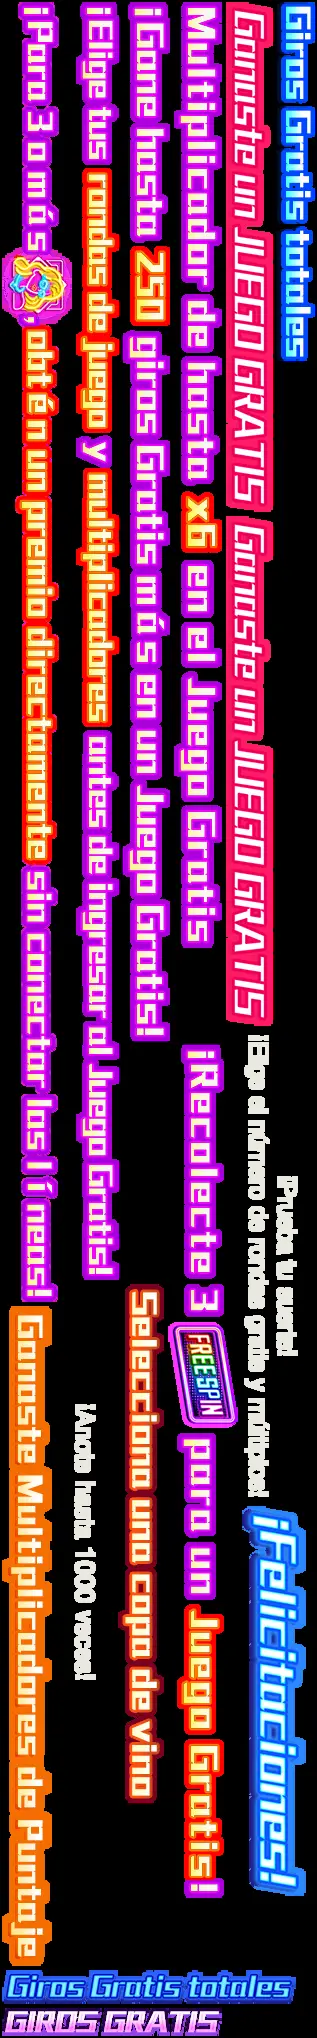 Giros Gratis totales
Ganaste un JUEGO GRATIS
Ganaste un JUEGO GRATIS
¡Prueba tu suerte!
¡Elige el número de rondas gratis y múltiplos!
¡Felicitaciones!
Multiplicador de hasta x6 en el Juego Gratis
¡Recolecte 3 FREESPIN para un Juego Gratis!
¡Gane hasta 250 giros Gratis más en un Juego Gratis!
Selecciona una copa de vino
¡Elige tus rondas de juego y multiplicadores antes de ingresar al Juego Gratis!
¡Anota hasta 1000 veces!
¡Para 3 o más , obtén un premio directamente sin conectar las líneas!
Ganaste Multiplicadores de Puntaje
Giros Gratis totales
GIROS GRATIS